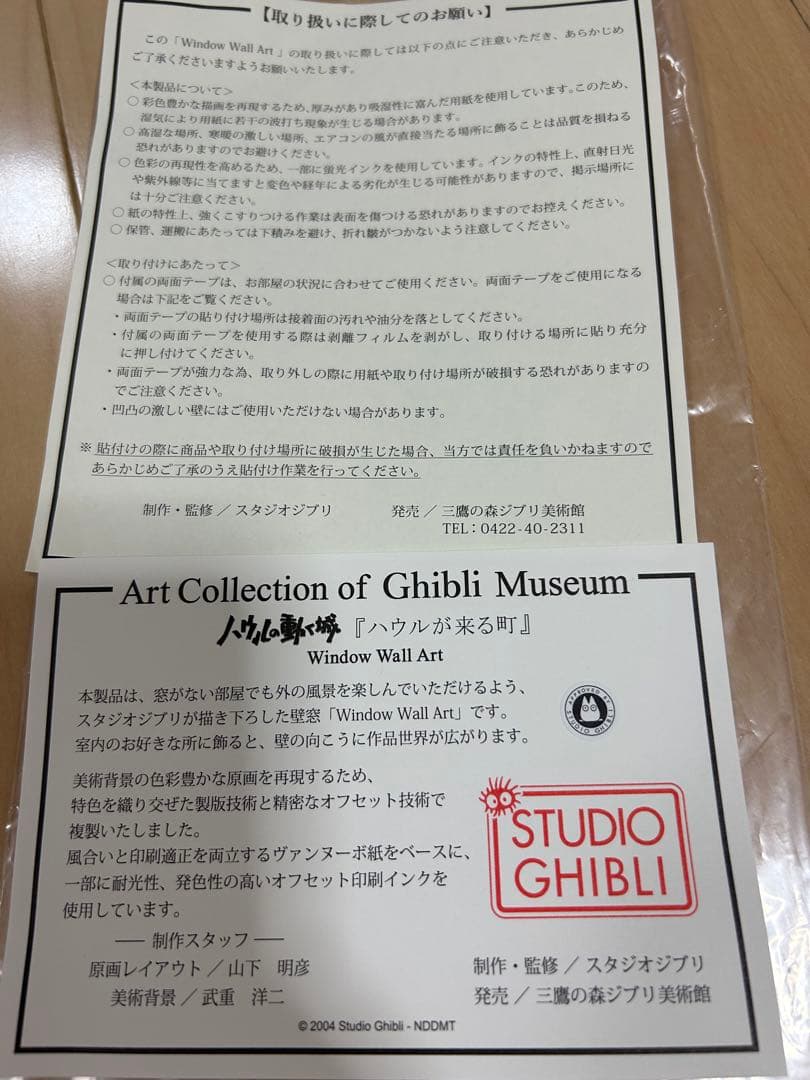 【取り扱いに際してのお願い】
この「Window Wall Art 」の取り扱いに際しては以下の点にご注意いただき、あらかじめ
ご了承くださいますようお願いいたします。
＜本製品について＞
○ 彩色豊かな描画を再現するため、厚みがあり吸湿性に富んだ用紙を使用しています。このため、
湿気により用紙に若干の波打ち現象が生じる場合があります。
○ 高湿な場所、寒暖の激しい場所、エアコンの風が直接当たる場所に飾ることは品質を損ねる
恐れがありますのでお避けください。
○ 色彩の再現性を高めるため、一部に蛍光インクを使用しています。インクの特性上、直射日光
や紫外線等に当てますと変色や経年による劣化が生じる可能性がありますので、掲示場所に
は十分ご注意ください。
○ 紙の特性上、強くこすりつける作業は表面を傷つける恐れがありますのでお控えください。
○ 保管、運搬にあたっては下積みを避け、折れ皺がつかないよう注意してください。
＜取り付けにあたって＞
○ 付属の両面テープは、お部屋の状況に合わせてご使用ください。両面テープをご使用になる
場合は下記をご覧ください。
・両面テープの貼り付け場所は接着面の汚れや油分を落としてください。
・付属の両面テープを使用する際は剥離フィルムを剥がし、取り付ける場所に貼り充分
に押し付けてください。
・両面テープが強力な為、取り外しの際に用紙や取り付け場所が破損する恐れがありますの
でご注意ください。
・凹凸の激しい壁にはご使用いただけない場合があります。
※ 貼付けの際に商品や取り付け場所に破損が生じた場合、当方では責任を負いかねますので
あらかじめご了承のうえ貼付け作業を行ってください。
制作・監修 ／ スタジオジブリ 発売 ／ 三鷹の森ジブリ美術館
TEL：0422-40-2311
Art Collection of Ghibli Museum
ハウルの動く城『ハウルが来る町』
Window Wall Art
本製品は、窓がない部屋でも外の風景を楽しんでいただけるよう、
スタジオジブリが描き下ろした壁窓「Window Wall Art」です。
室内のお好きな所に飾ると、壁の向こうに作品世界が広がります。
APPROVED BY STUDIO GHIBLI
美術背景の色彩豊かな原画を再現するため、
特色を織り交ぜた製版技術と精密なオフセット技術で
複製いたしました。
風合いと印刷適正を両立するヴァンヌーボ紙をベースに、
一部に耐光性、発色性の高いオフセット印刷インクを
使用しています。
STUDIO
GHIBLI
── 制作スタッフ ──
原画レイアウト ／ 山下 明彦
美術背景 ／ 武重 洋二
制作・監修 ／ スタジオジブリ
発売 ／ 三鷹の森ジブリ美術館
© 2004 Studio Ghibli - NDDMT